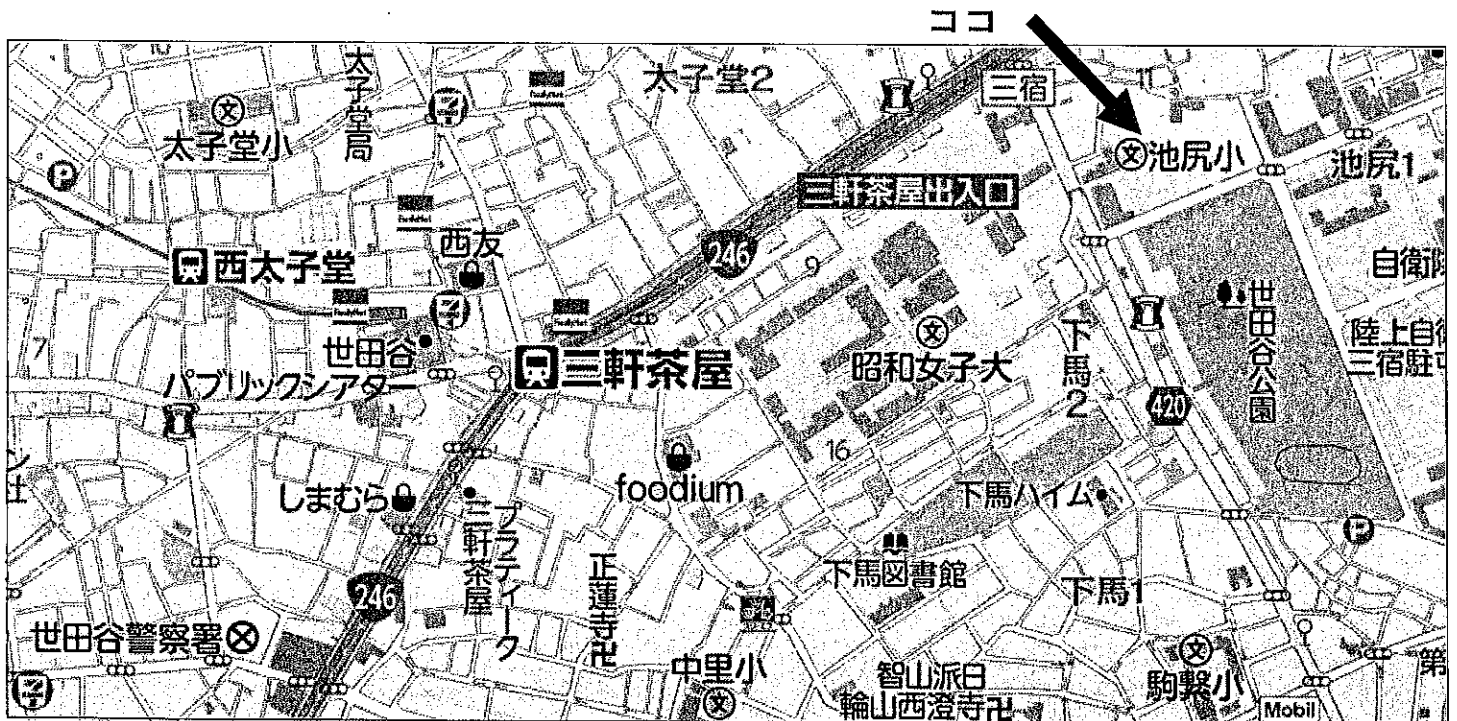 ココ
太子堂2
三宿
11
太子堂局
太子堂小
池尻小
池尻1
三軒茶屋出入口
P
西友
246
9
西太子堂
自衛隊
世田谷公園
陸上自
三宿駐屯
世田谷
パブリックシアター
三軒茶屋
昭和女子大
下馬2
420
7
16
foodium
しまむら
下馬ハイム
プラティーク
三軒茶屋
正蓮寺卍
下馬図書館
246
下馬1
P
世田谷警察署
中里小
智山派日
輪山西澄寺卍
駒繋小
第
Mobil